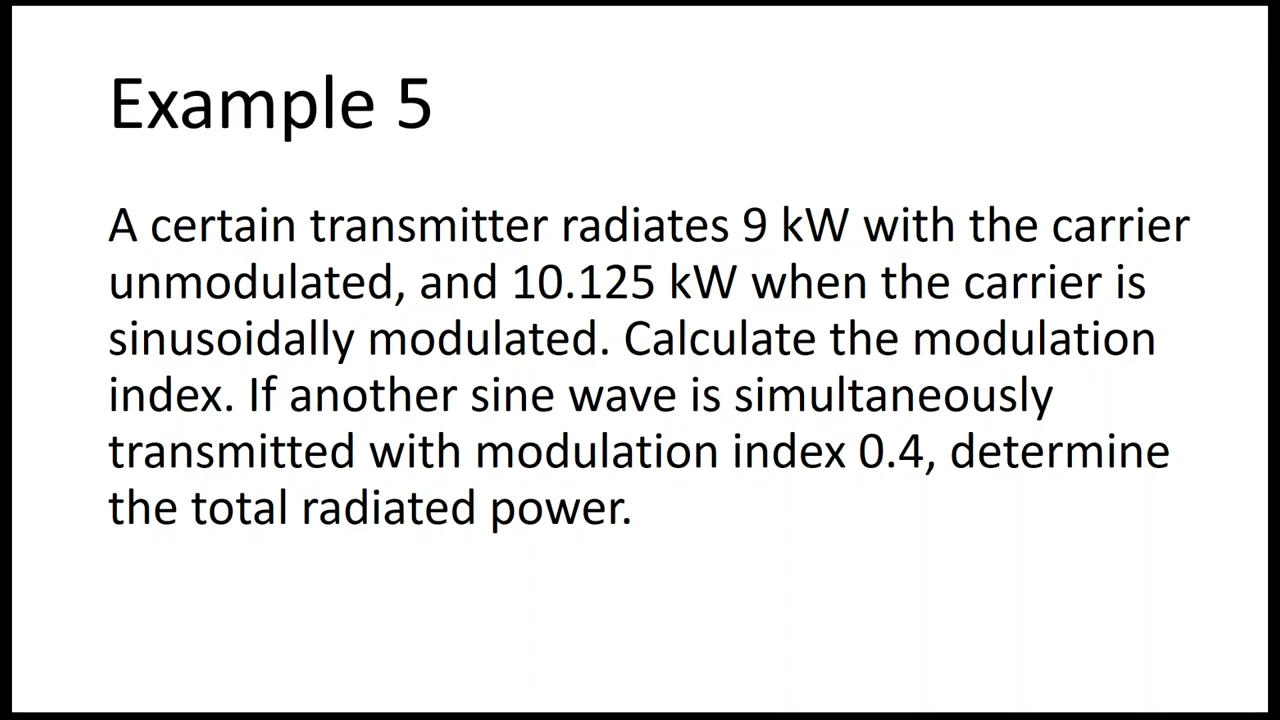 Example 5
A certain transmitter radiates 9 kW with the carrier
unmodulated, and 10.125 kW when the carrier is
sinusoidally modulated. Calculate the modulation
index. If another sine wave is simultaneously
transmitted with modulation index 0.4, determine
the total radiated power.